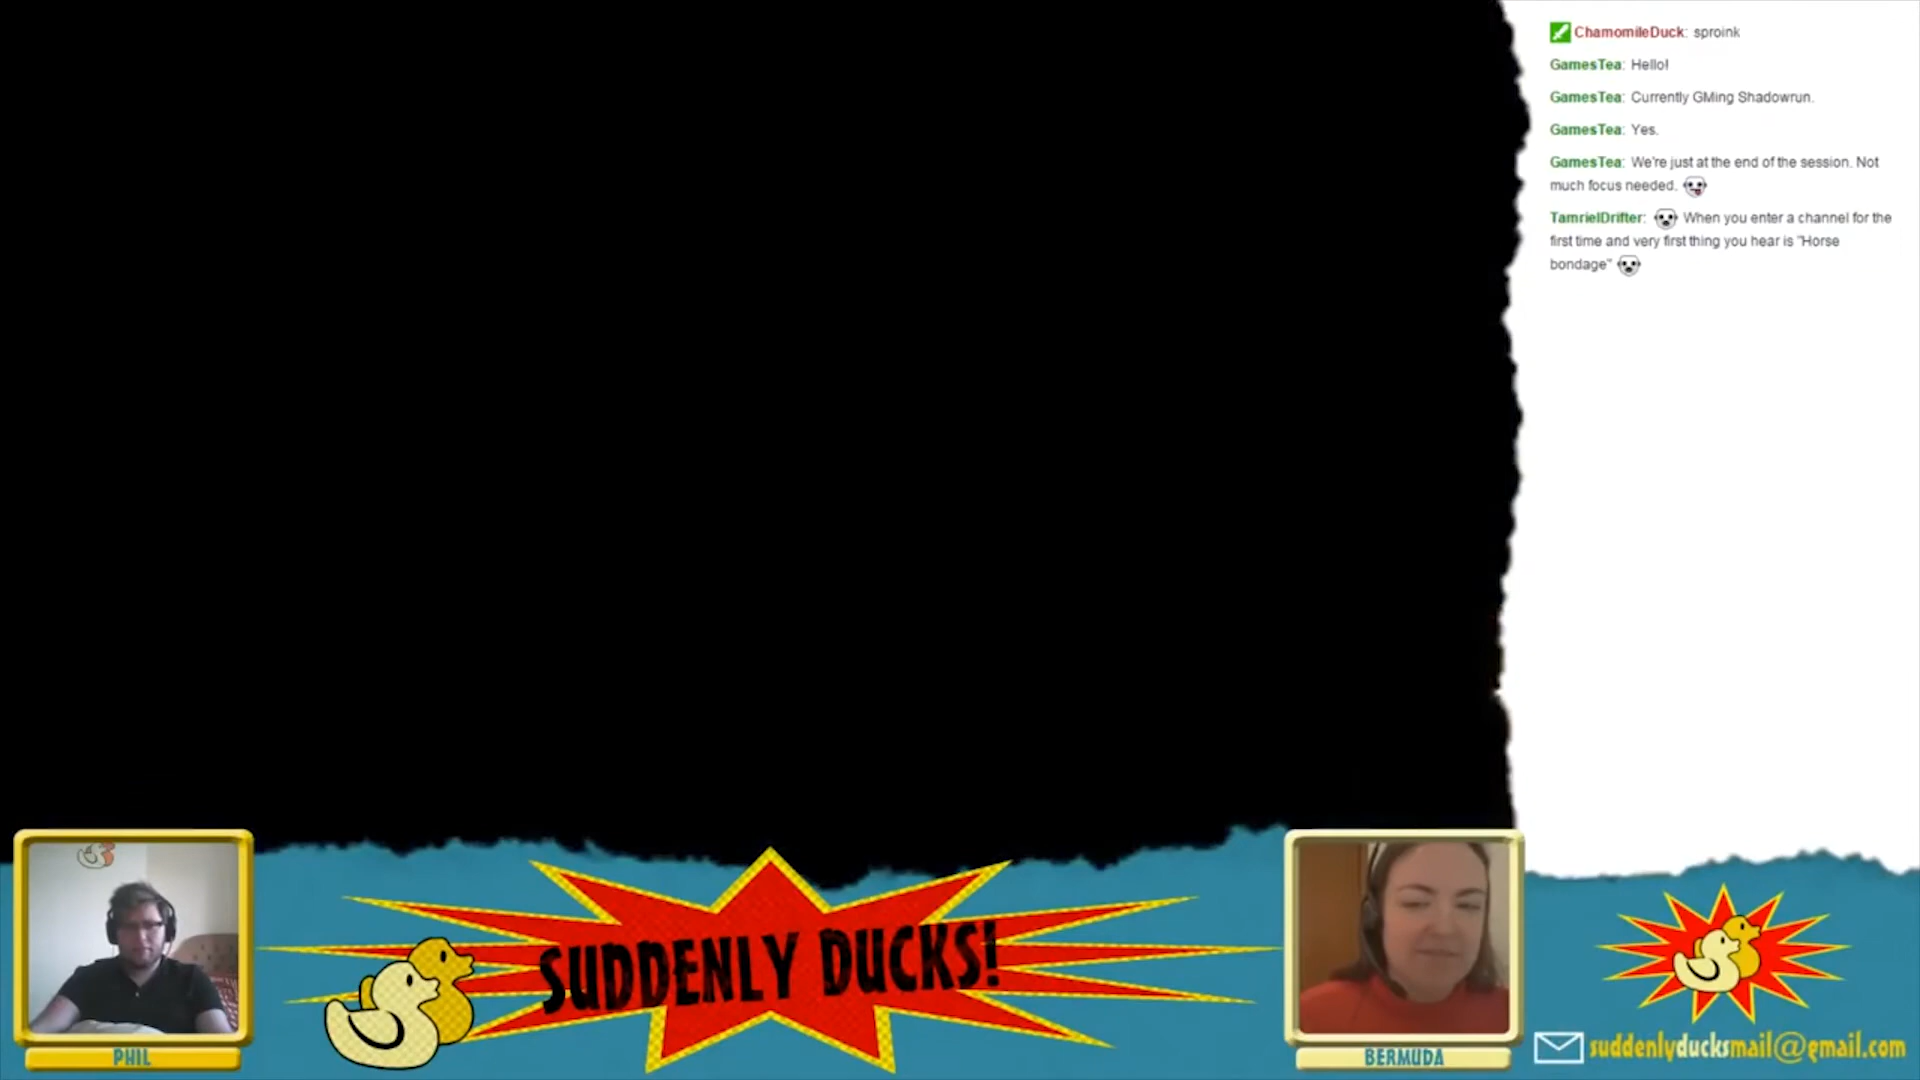 ChamomileDuck: sproink
GamesTea: Hello!
GamesTea: Currently GMing Shadowrun.
GamesTea: Yes.
GamesTea: We're just at the end of the session. Not
much focus needed.
TamrielDrifter: When you enter a channel for the
first time and very first thing you hear is "Horse
bondage"
SUDDENLY DUCKS!
PHIL
BERMUDA
suddenlyducksmail@gmail.com